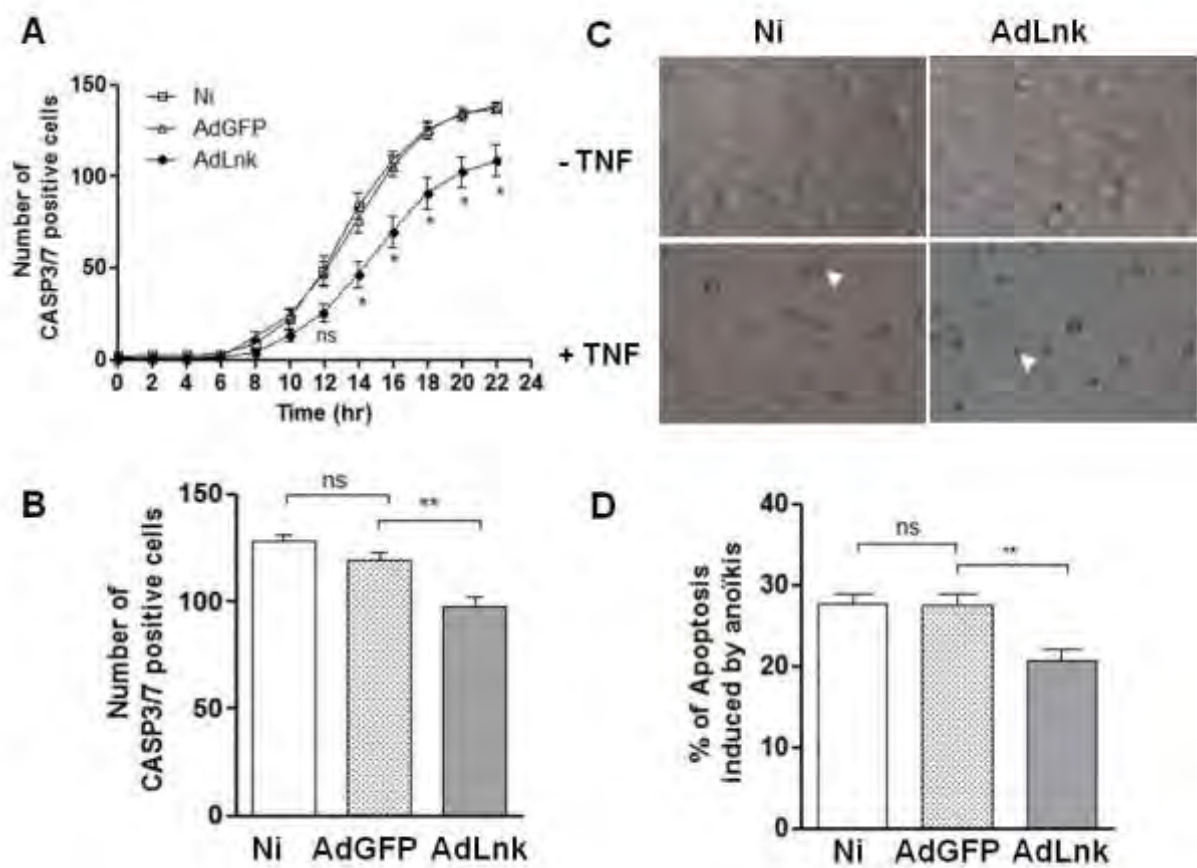 A
Number of
CASP3/7 positive cells
150
100
50
0
Ni
AdGFP
AdLnk
ns
*
*
*
*
*
0 2 4 6 8 10 12 14 16 18 20 22 24
Time (hr)
C
Ni AdLnk
- TNF
+ TNF
B
Number of
CASP3/7 positive cells
150
100
50
0
ns
**
Ni AdGFP AdLnk
D
% of Apoptosis
induced by anoïkis
40
30
20
10
0
ns
**
Ni AdGFP AdLnk